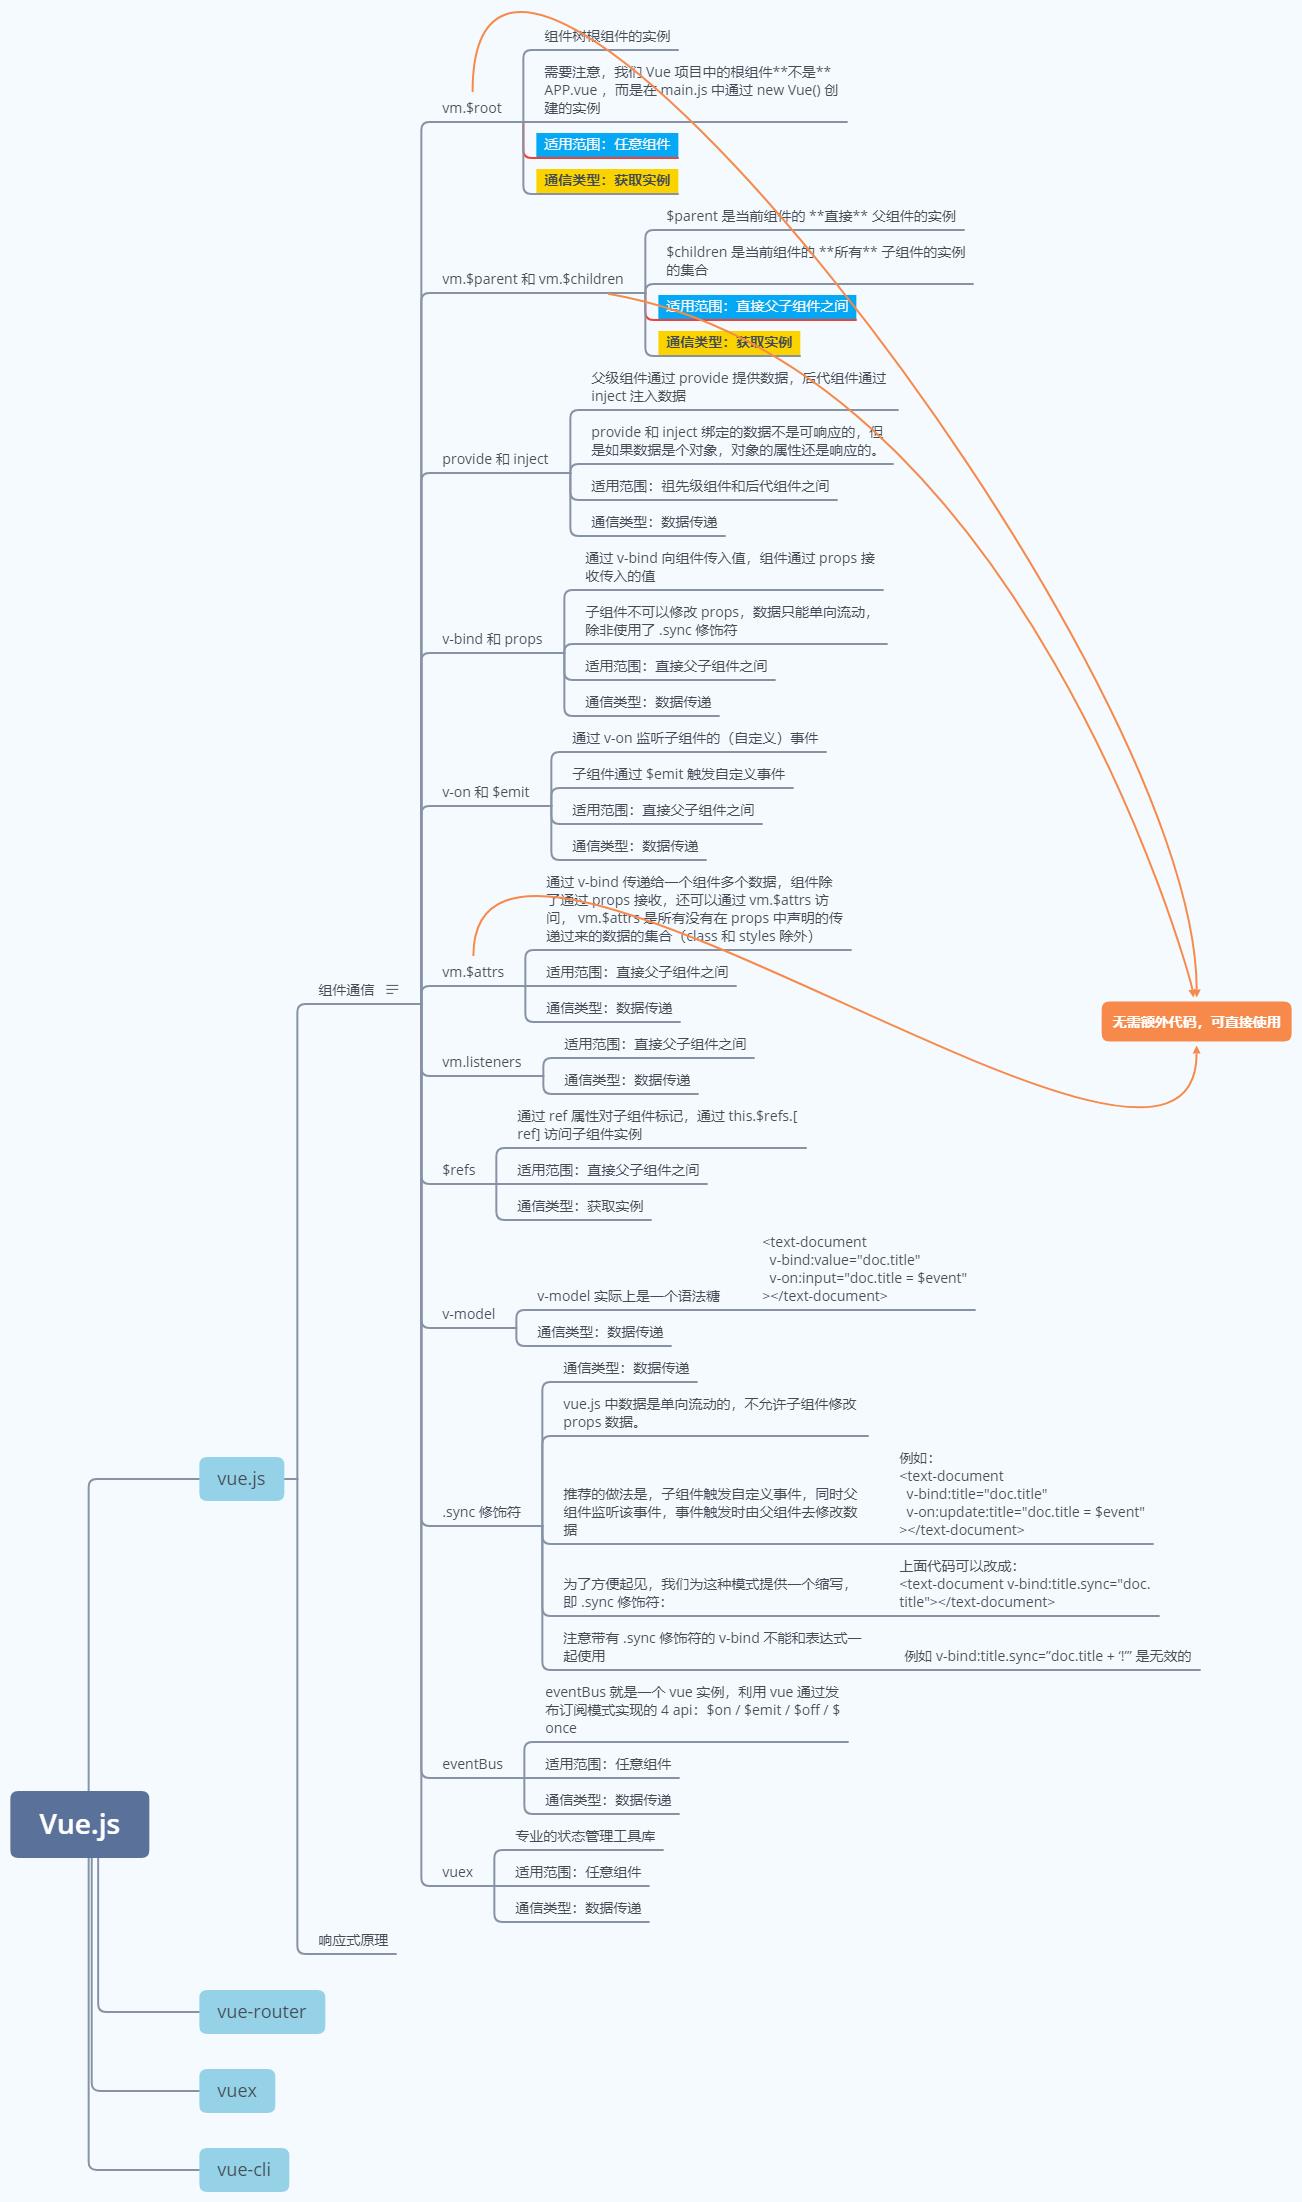 组件树根组件的实例
需要注意，我们 Vue 项目中的根组件**不是**
APP.vue ，而是在 main.js 中通过 new Vue() 创
建的实例
vm.$root
适用范围：任意组件
通信类型：获取实例
$parent 是当前组件的 **直接** 父组件的实例
$children 是当前组件的 **所有** 子组件的实例
的集合
vm.$parent 和 vm.$children
适用范围：直接父子组件之间
通信类型：获取实例
父级组件通过 provide 提供数据，后代组件通过
inject 注入数据
provide 和 inject 绑定的数据不是可响应的，但
是如果数据是个对象，对象的属性还是响应的。
provide 和 inject
适用范围：祖先级组件和后代组件之间
通信类型：数据传递
通过 v-bind 向组件传入值，组件通过 props 接
收传入的值
子组件不可以修改 props，数据只能单向流动，
除非使用了 .sync 修饰符
v-bind 和 props
适用范围：直接父子组件之间
通信类型：数据传递
通过 v-on 监听子组件的（自定义）事件
子组件通过 $emit 触发自定义事件
v-on 和 $emit
适用范围：直接父子组件之间
通信类型：数据传递
通过 v-bind 传递给一个组件多个数据，组件除
了通过 props 接收，还可以通过 vm.$attrs 访
问， vm.$attrs 是所有没有在 props 中声明的传
递过来的数据的集合（class 和 styles 除外）
vm.$attrs
适用范围：直接父子组件之间
通信类型：数据传递
组件通信
无需额外代码，可直接使用
vm.listeners
适用范围：直接父子组件之间
通信类型：数据传递
通过 ref 属性对子组件标记，通过 this.$refs.[
ref] 访问子组件实例
$refs
适用范围：直接父子组件之间
通信类型：获取实例
v-model
v-model 实际上是一个语法糖
<text-document
v-bind:value="doc.title"
v-on:input="doc.title = $event"
></text-document>
通信类型：数据传递
通信类型：数据传递
vue.js 中数据是单向流动的，不允许子组件修改
props 数据。
.sync 修饰符
推荐的做法是，子组件触发自定义事件，同时父
组件监听该事件，事件触发时由父组件去修改数
据
例如：
<text-document
v-bind:title="doc.title"
v-on:update:title="doc.title = $event"
></text-document>
为了方便起见，我们为这种模式提供一个缩写，
即 .sync 修饰符：
上面代码可以改成：
<text-document v-bind:title.sync="doc.
title"></text-document>
注意带有 .sync 修饰符的 v-bind 不能和表达式一
起使用
例如 v-bind:title.sync=”doc.title + ‘!’” 是无效的
vue.js
eventBus 就是一个 vue 实例，利用 vue 通过发
布订阅模式实现的 4 api：$on / $emit / $off / $
once
eventBus
适用范围：任意组件
通信类型：数据传递
Vue.js
专业的状态管理工具库
vuex
适用范围：任意组件
通信类型：数据传递
响应式原理
vue-router
vuex
vue-cli